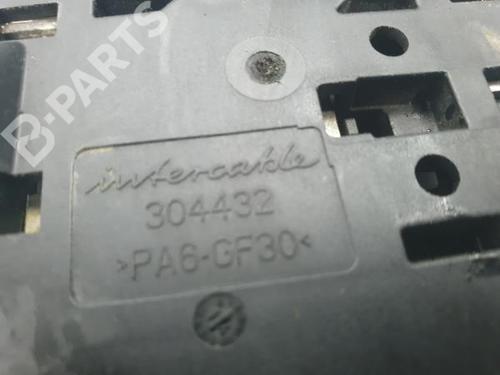 B-PARTS
intercable
304432
>PA6-GF30<